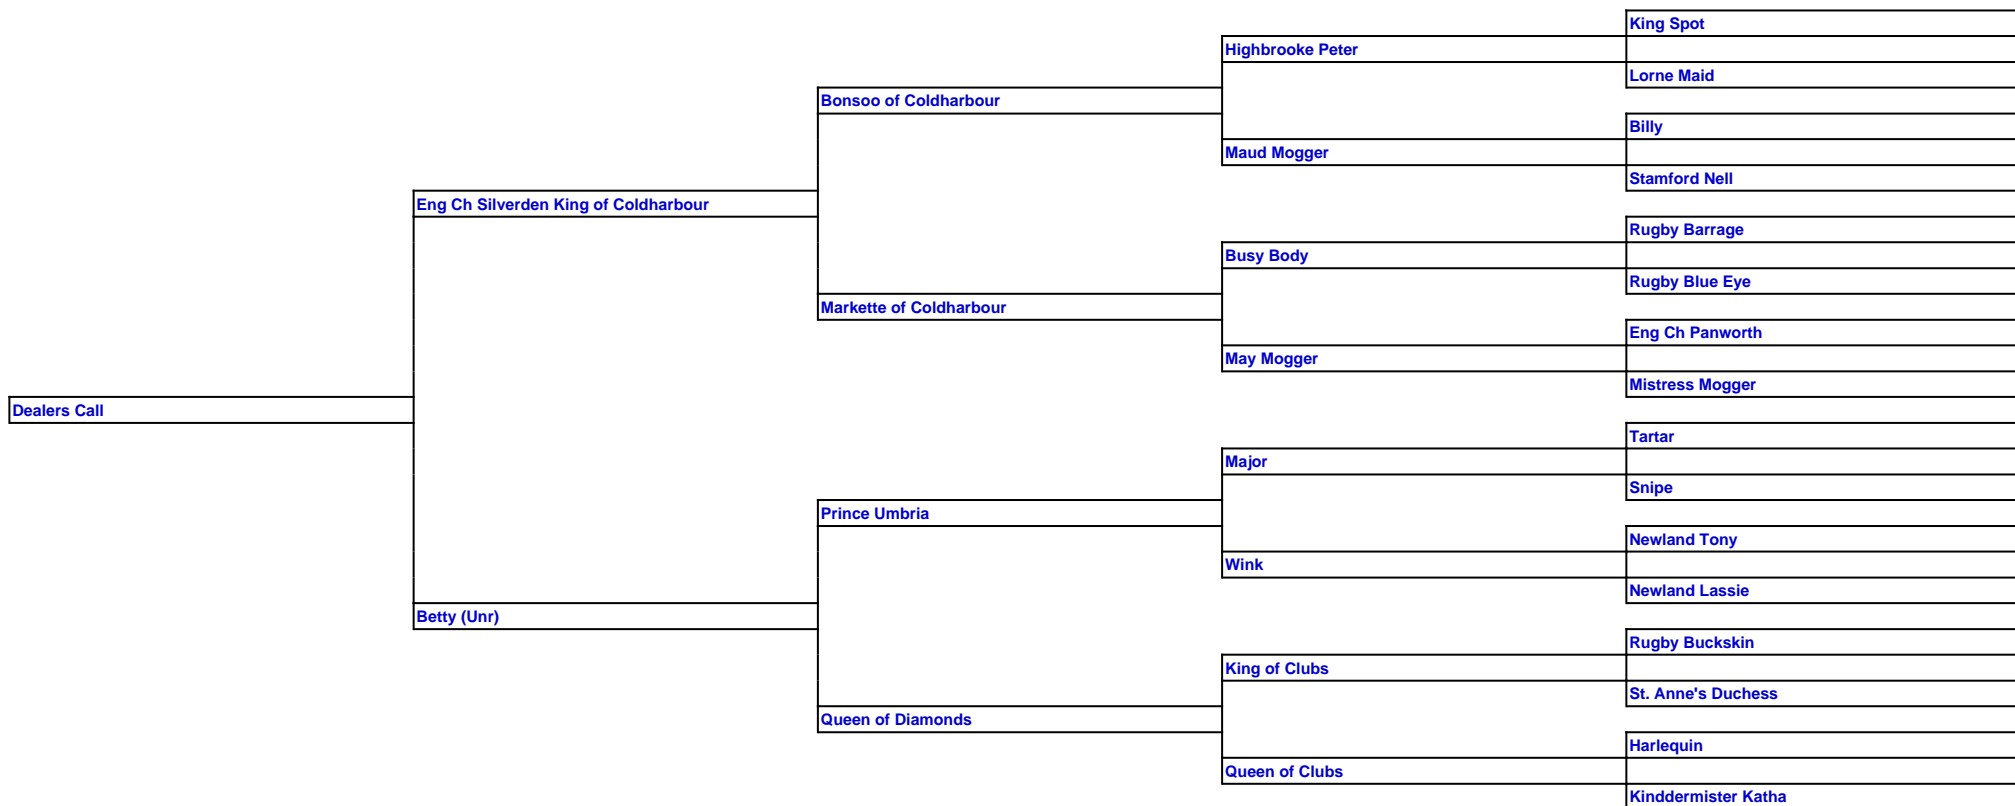 King Spot
Highbrooke Peter
Lorne Maid
Bonsoo of Coldharbour
Billy
Maud Mogger
Stamford Nell
Eng Ch Silverden King of Coldharbour
Rugby Barrage
Busy Body
Rugby Blue Eye
Markette of Coldharbour
Eng Ch Panworth
May Mogger
Mistress Mogger
Dealers Call
Tartar
Major
Snipe
Prince Umbria
Newland Tony
Wink
Newland Lassie
Betty (Unr)
Rugby Buckskin
King of Clubs
St. Anne's Duchess
Queen of Diamonds
Harlequin
Queen of Clubs
Kinddermister Katha